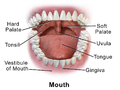 Hard
Palate
Soft
Palate
Tonsil
Uvula
Tongue
Vestibule
of Mouth
Gingiva
Mouth